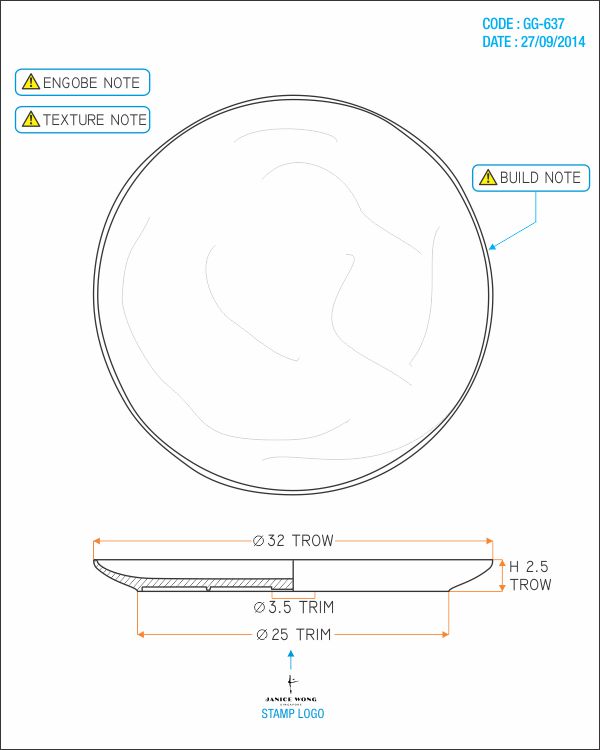 CODE : GG-637
DATE : 27/09/2014
ENGOBE NOTE
TEXTURE NOTE
BUILD NOTE
∅32 TROW
H 2.5
TROW
∅3.5 TRIM
∅25 TRIM
JANICE WONG
SINGAPORE
STAMP LOGO